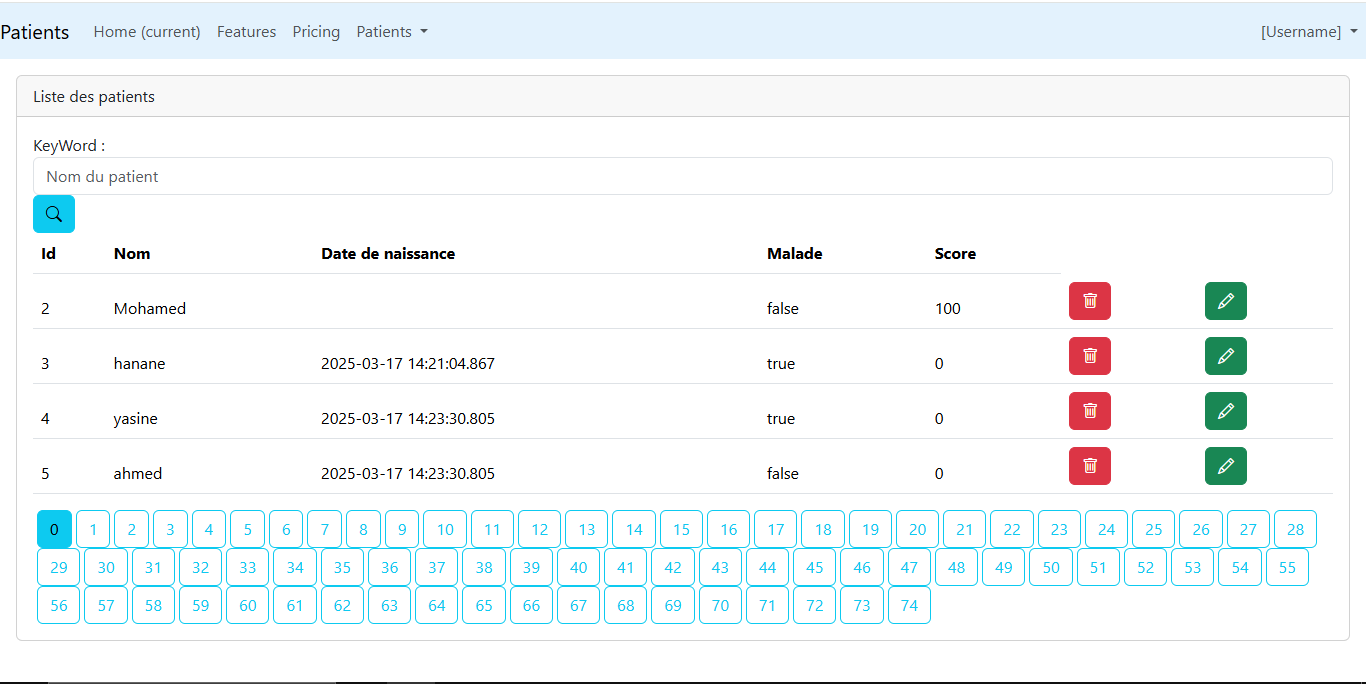 Patients Home (current) Features Pricing Patients [Username]
Liste des patients
KeyWord :
Nom du patient
Id Nom Date de naissance Malade Score
2 Mohamed false 100
3 hanane 2025-03-17 14:21:04.867 true 0
4 yasine 2025-03-17 14:23:30.805 true 0
5 ahmed 2025-03-17 14:23:30.805 false 0
0 1 2 3 4 5 6 7 8 9 10 11 12 13 14 15 16 17 18 19 20 21 22 23 24 25 26 27 28
29 30 31 32 33 34 35 36 37 38 39 40 41 42 43 44 45 46 47 48 49 50 51 52 53 54 55
56 57 58 59 60 61 62 63 64 65 66 67 68 69 70 71 72 73 74